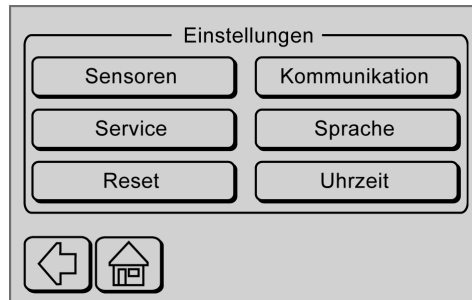 Einstellungen
Sensoren Kommunikation
Service Sprache
Reset Uhrzeit